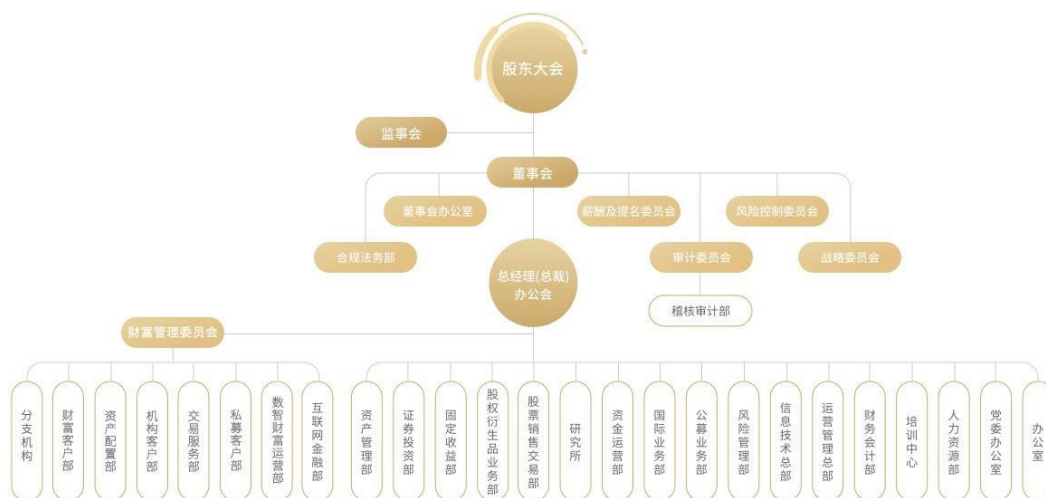 股东大会
监事会
董事会
董事会办公室
薪酬及提名委员会
风险控制委员会
合规法务部
总经理(总裁)
办公会
审计委员会
战略委员会
稽核审计部
财富管理委员会
分支机构
财富客户部
资产配置部
机构客户部
交易服务部
私募客户部
数智财富运营部
互联网金融部
资产管理部
证券投资部
固定收益部
股权衍生品业务部
股票销售交易部
研究所
资金运营部
国际业务部
公募业务部
风险管理部
信息技术总部
运营管理总部
财务会计部
培训中心
人力资源部
党委办公室
办公室